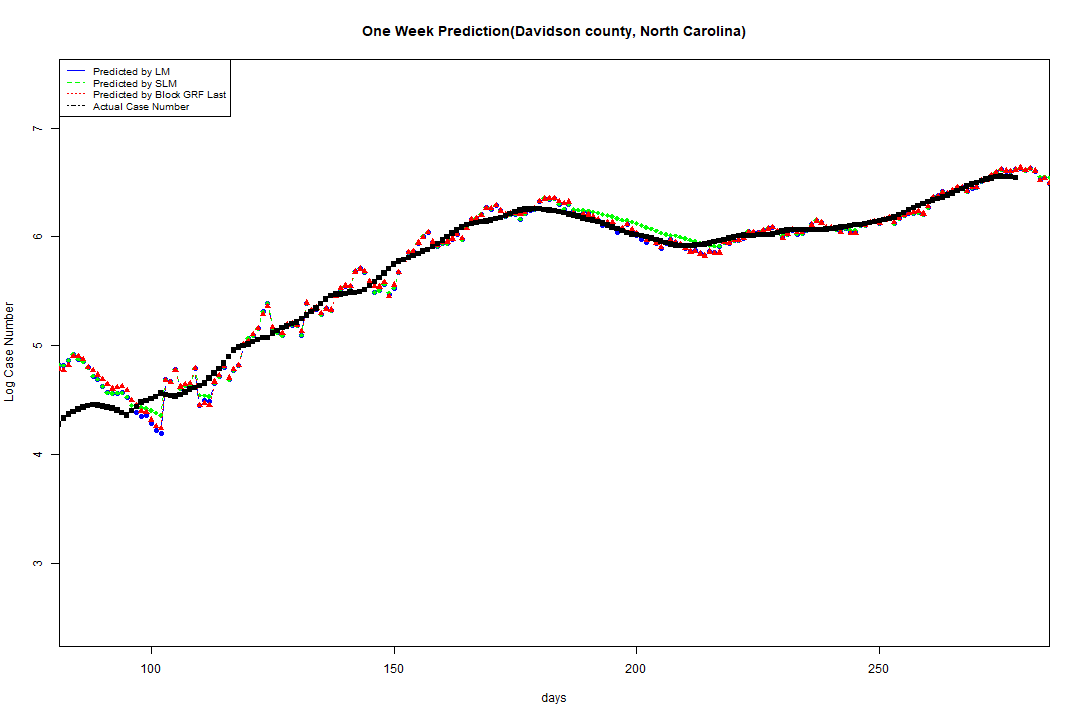 One Week Prediction(Davidson county, North Carolina)
Predicted by LM
Predicted by SLM
Predicted by Block GRF Last
Actual Case Number
7
6
5
4
3
Log Case Number
100 150 200 250
days